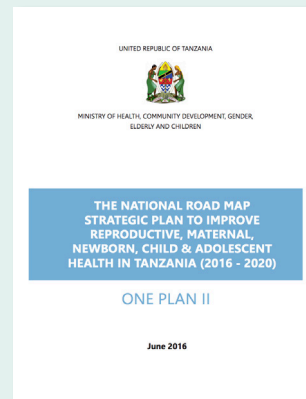 UNITED REPUBLIC OF TANZANIA
MINISTRY OF HEALTH, COMMUNITY DEVELOPMENT, GENDER,
ELDERLY AND CHILDREN
THE NATIONAL ROAD MAP
STRATEGIC PLAN TO IMPROVE
REPRODUCTIVE, MATERNAL,
NEWBORN, CHILD & ADOLESCENT
HEALTH IN TANZANIA (2016 - 2020)
ONE PLAN II
June 2016